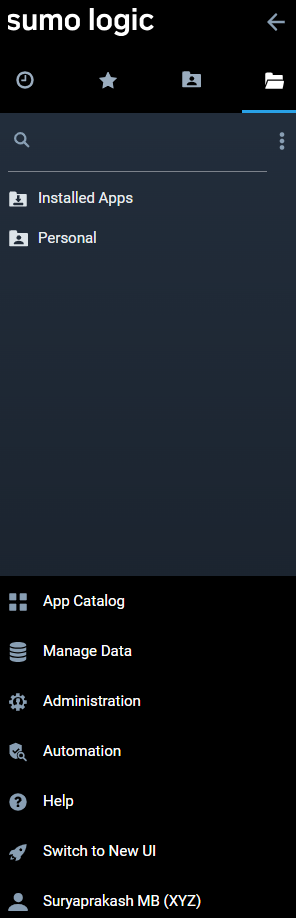 sumo logic
Installed Apps
Personal
App Catalog
Manage Data
Administration
Automation
Help
Switch to New UI
Suryaprakash MB (XYZ)